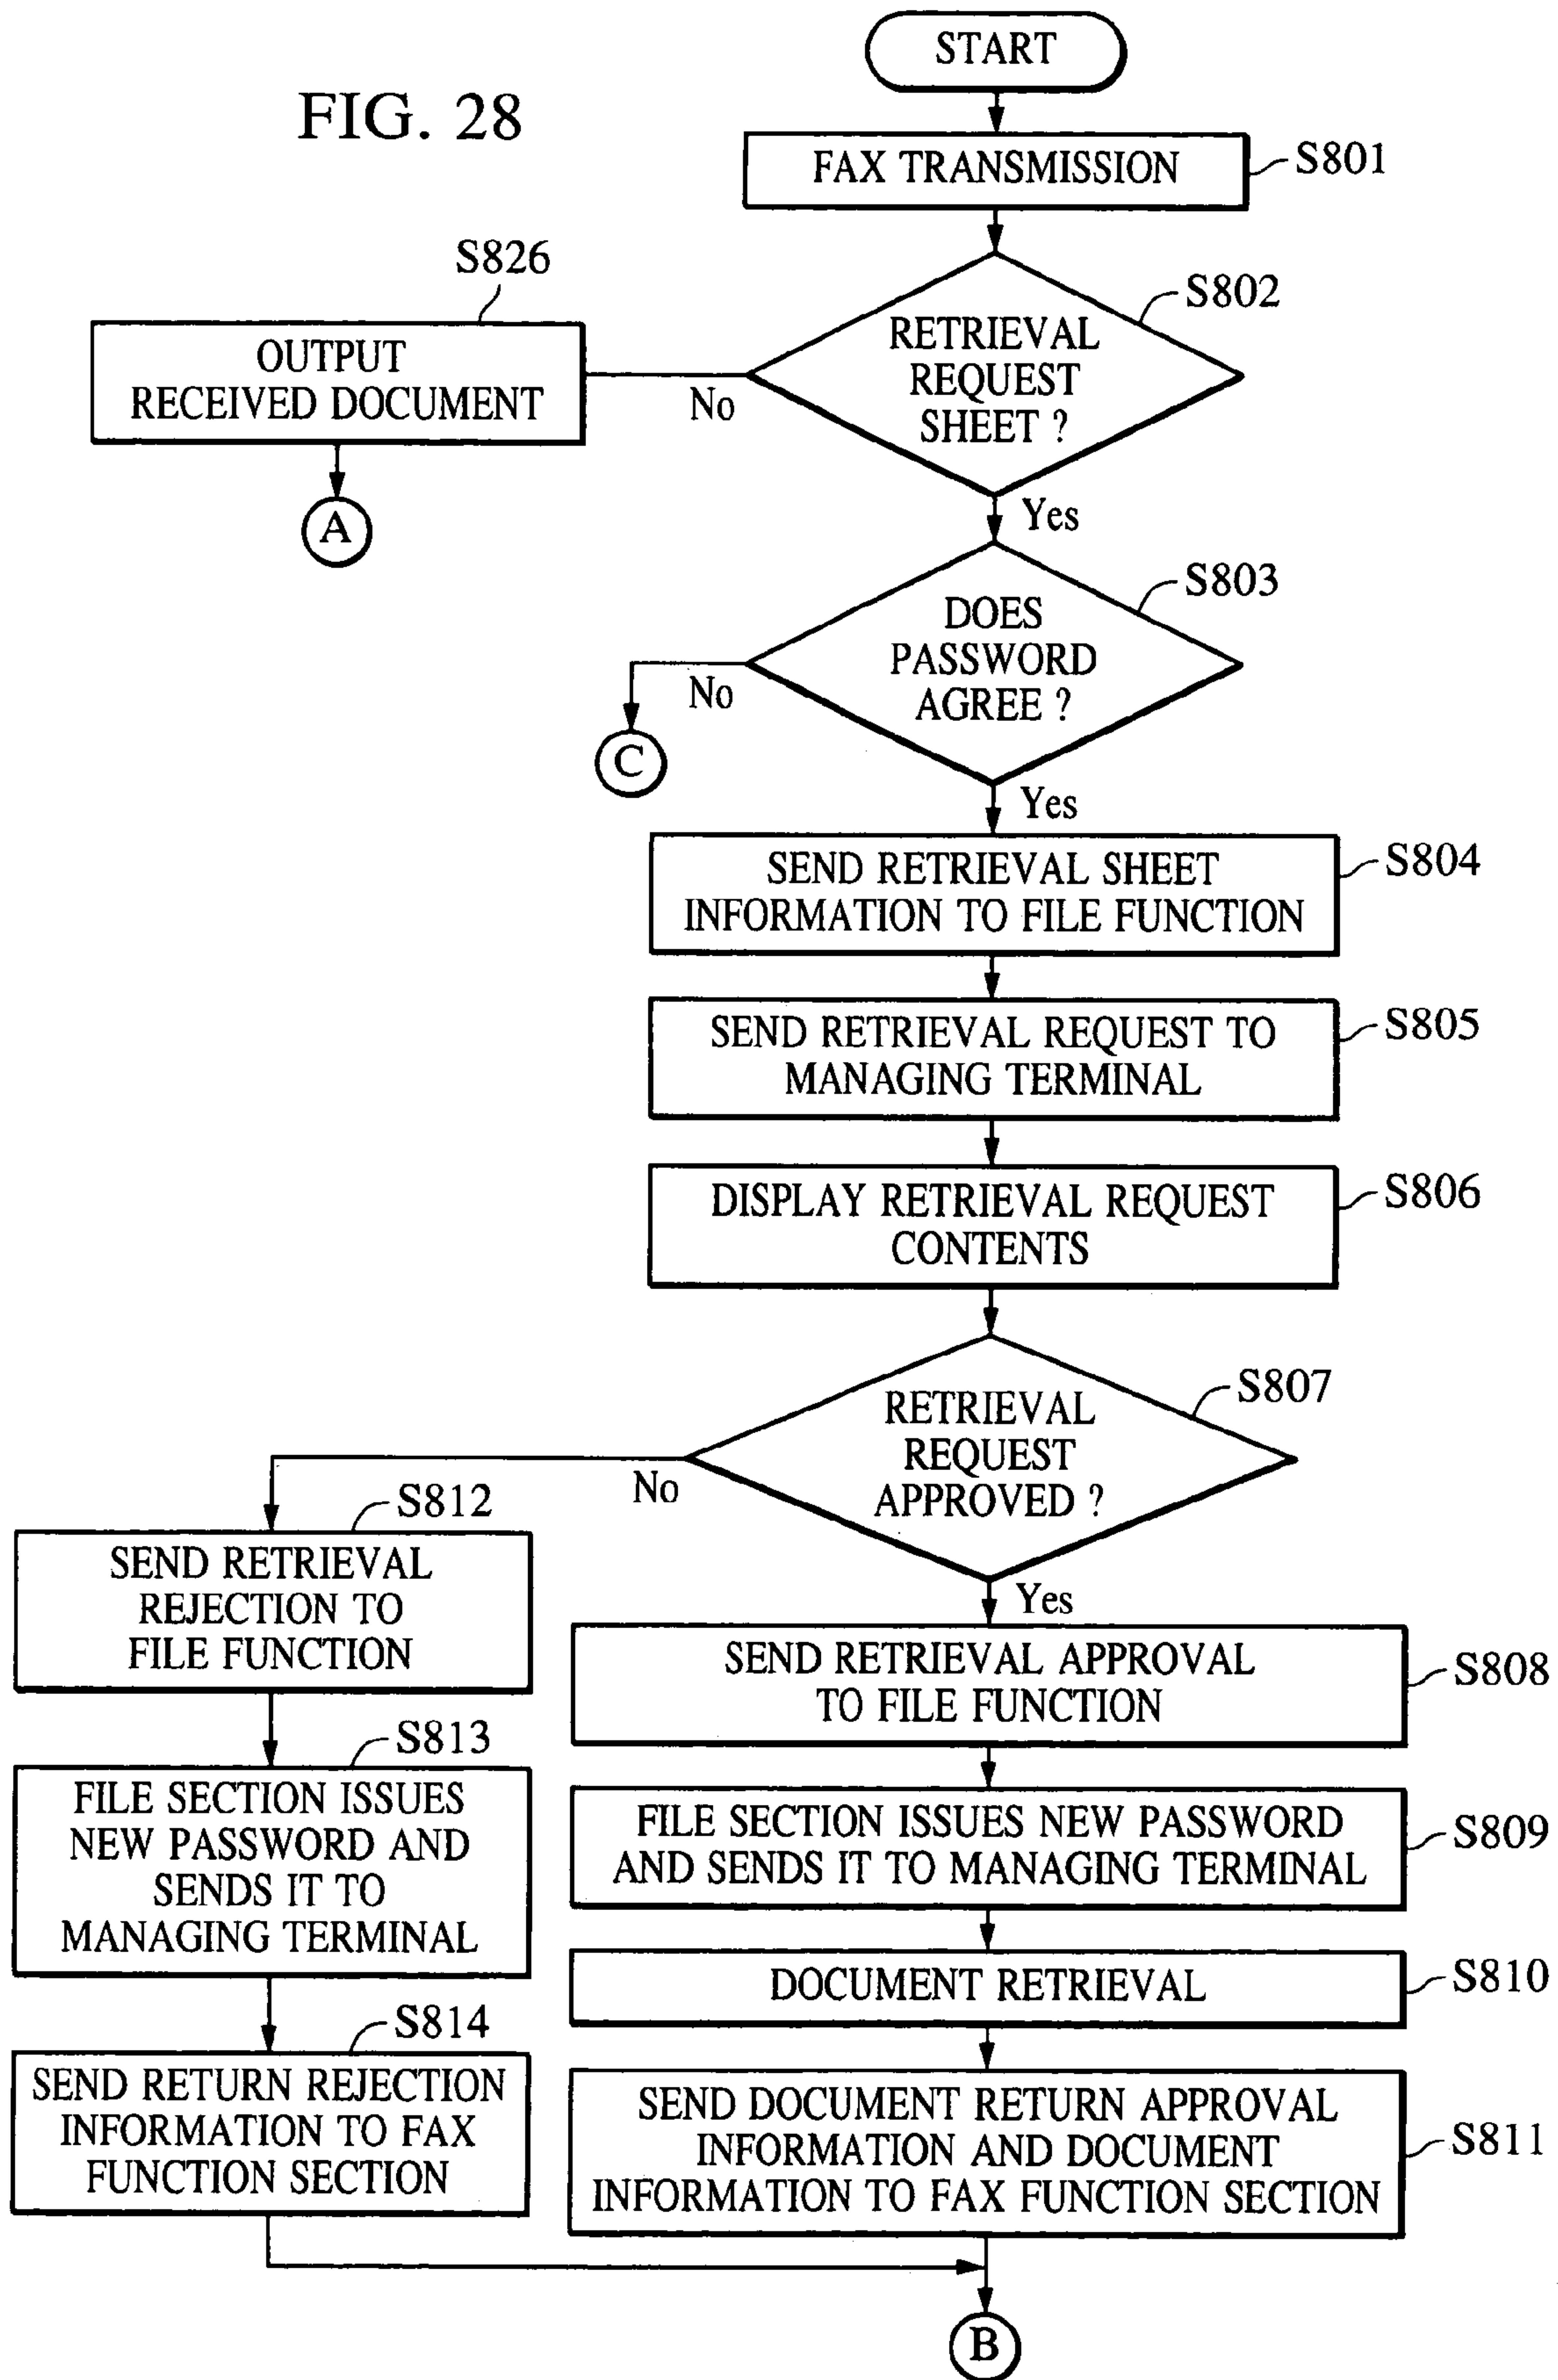 FIG. 28
START
FAX TRANSMISSION
S801
RETRIEVAL
REQUEST
SHEET ?
S802
No
Yes
S826
OUTPUT
RECEIVED DOCUMENT
A
DOES
PASSWORD
AGREE ?
S803
No
C
Yes
SEND RETRIEVAL SHEET
INFORMATION TO FILE FUNCTION
S804
SEND RETRIEVAL REQUEST TO
MANAGING TERMINAL
S805
DISPLAY RETRIEVAL REQUEST
CONTENTS
S806
RETRIEVAL
REQUEST
APPROVED ?
S807
No
Yes
S812
SEND RETRIEVAL
REJECTION TO
FILE FUNCTION
S813
FILE SECTION ISSUES
NEW PASSWORD AND
SENDS IT TO
MANAGING TERMINAL
S814
SEND RETURN REJECTION
INFORMATION TO FAX
FUNCTION SECTION
SEND RETRIEVAL APPROVAL
TO FILE FUNCTION
S808
FILE SECTION ISSUES NEW PASSWORD
AND SENDS IT TO MANAGING TERMINAL
S809
DOCUMENT RETRIEVAL
S810
SEND DOCUMENT RETURN APPROVAL
INFORMATION AND DOCUMENT
INFORMATION TO FAX FUNCTION SECTION
S811
B